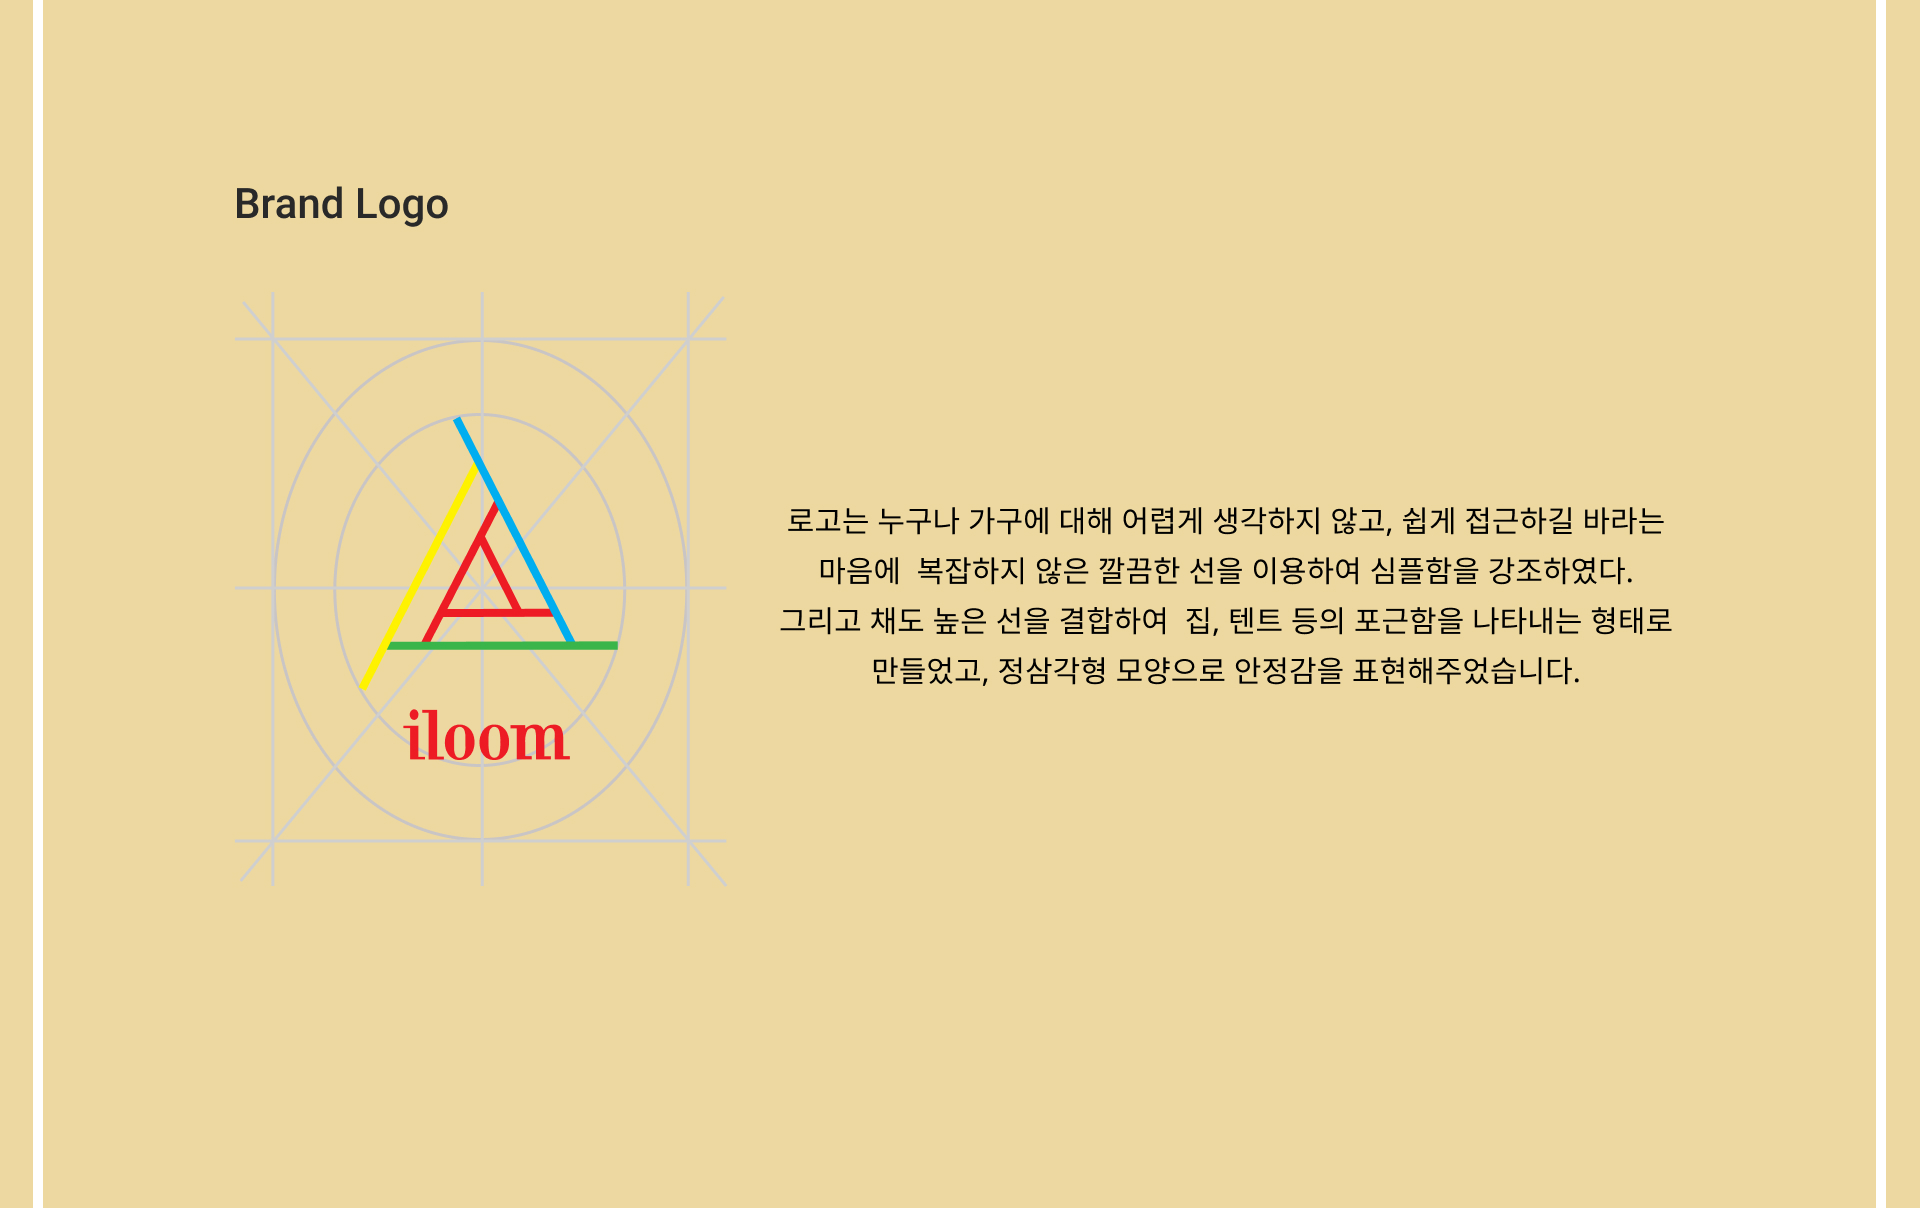 Brand Logo
iloom
로고는 누구나 가구에 대해 어렵게 생각하지 않고, 쉽게 접근하길 바라는
마음에  복잡하지 않은 깔끔한 선을 이용하여 심플함을 강조하였다.
그리고 채도 높은 선을 결합하여  집, 텐트 등의 포근함을 나타내는 형태로
만들었고, 정삼각형 모양으로 안정감을 표현해주었습니다.